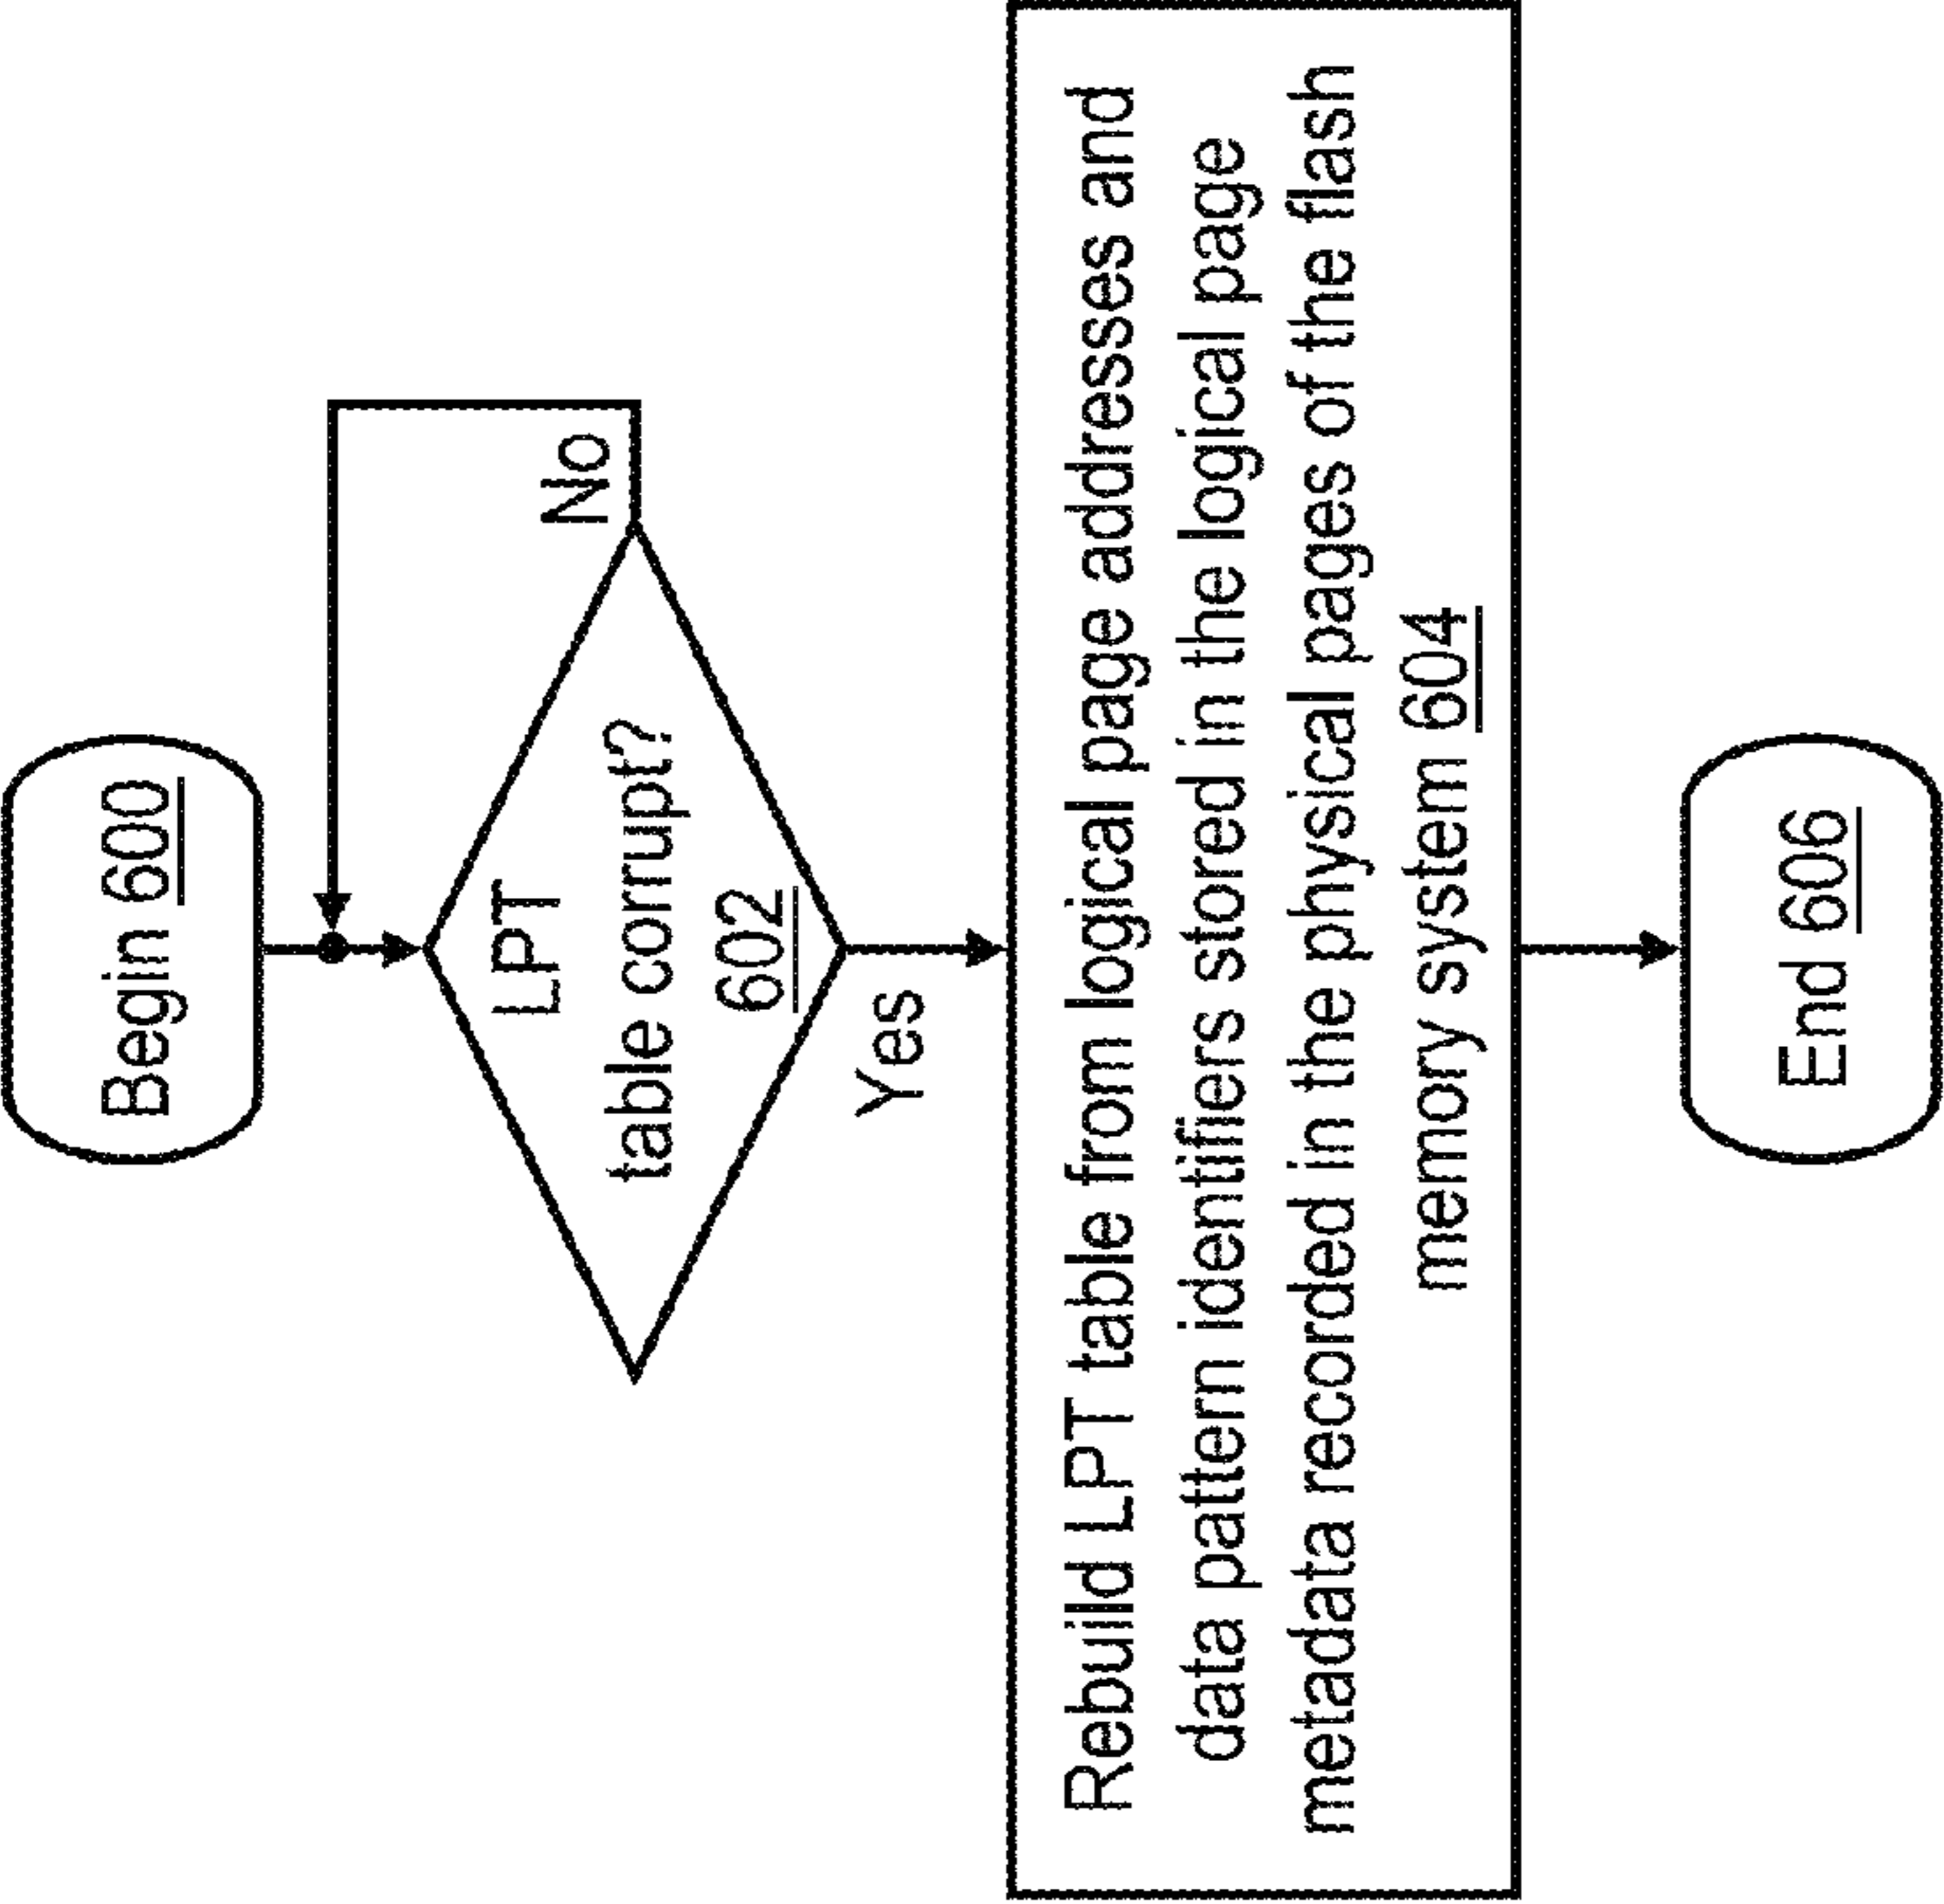 Begin 600
LPT
table corrupt?
602
No
Yes
Rebuild LPT table from logical page addresses and
data pattern identifiers stored in the logical page
metadata recorded in the physical pages of the flash
memory system 604
End 606